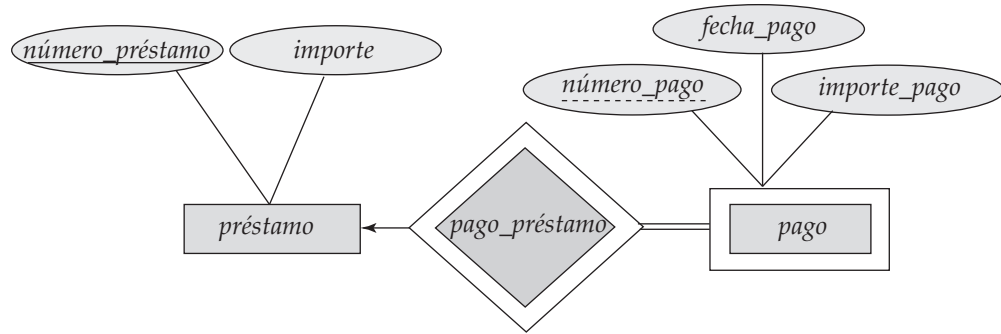 fecha_pago
número_préstamo
importe
número_pago
importe_pago
préstamo
pago_préstamo
pago